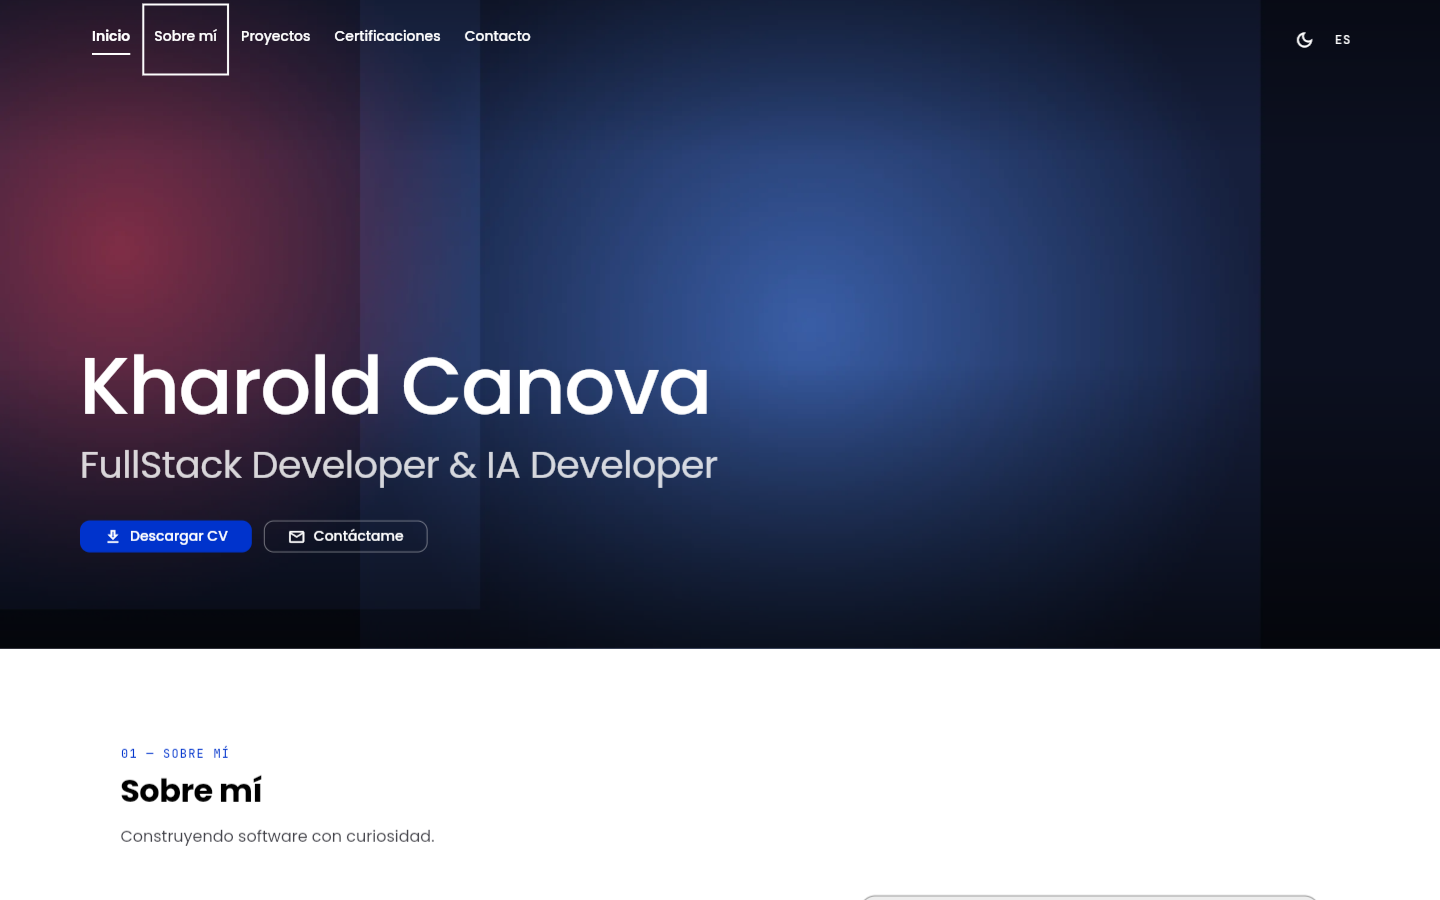 Inicio Sobre mí Proyectos Certificaciones Contacto ES
Kharold Canova
FullStack Developer & IA Developer
Descargar CV Contáctame
01 — SOBRE MÍ
Sobre mí
Construyendo software con curiosidad.